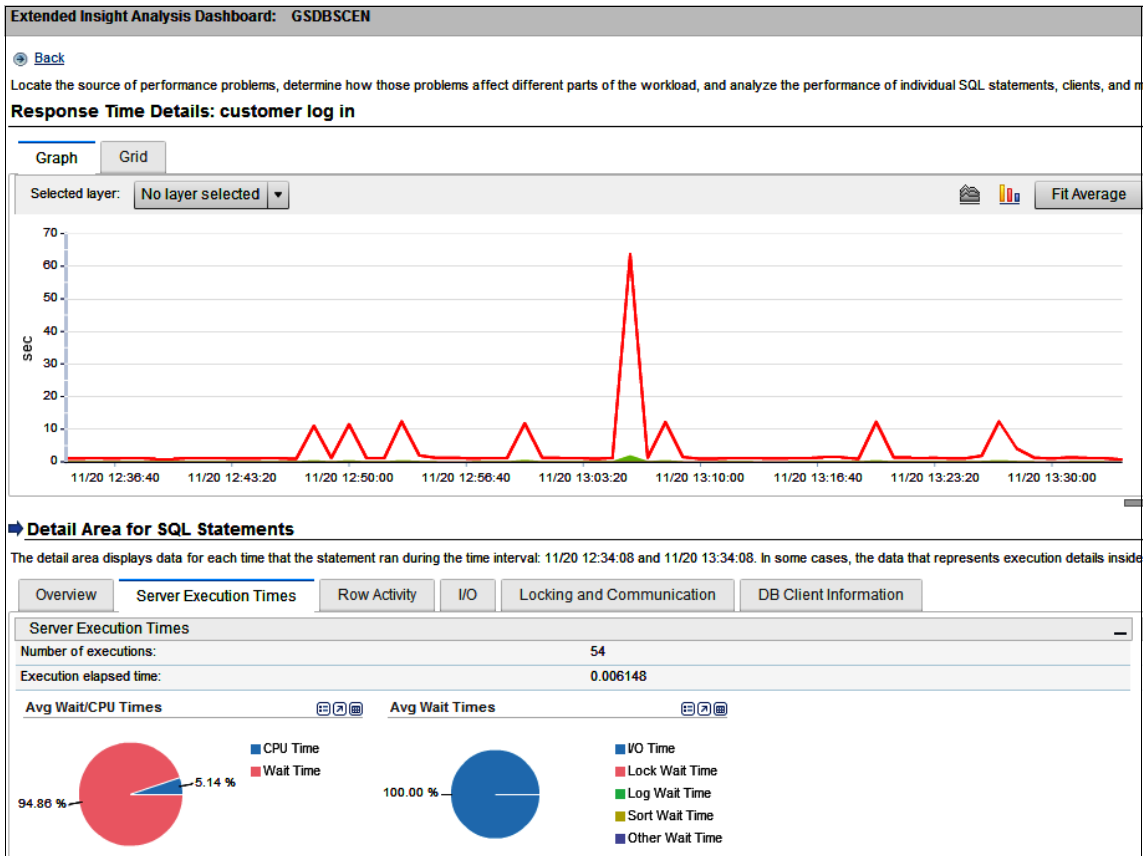 Extended Insight Analysis Dashboard: GSDBSCEN
Back
Locate the source of performance problems, determine how those problems affect different parts of the workload, and analyze the performance of individual SQL statements, clients, and m
Response Time Details: customer log in
Graph Grid
Selected layer: No layer selected Fit Average
70
60
50
40
30
20
10
0
sec
11/20 12:36:40 11/20 12:43:20 11/20 12:50:00 11/20 12:56:40 11/20 13:03:20 11/20 13:10:00 11/20 13:16:40 11/20 13:23:20 11/20 13:30:00
Detail Area for SQL Statements
The detail area displays data for each time that the statement ran during the time interval: 11/20 12:34:08 and 11/20 13:34:08. In some cases, the data that represents execution details inside
Overview Server Execution Times Row Activity I/O Locking and Communication DB Client Information
Server Execution Times
Number of executions: 54
Execution elapsed time: 0.006148
Avg Wait/CPU Times Avg Wait Times
CPU Time
Wait Time
5.14 %
94.86 %
100.00 %
I/O Time
Lock Wait Time
Log Wait Time
Sort Wait Time
Other Wait Time